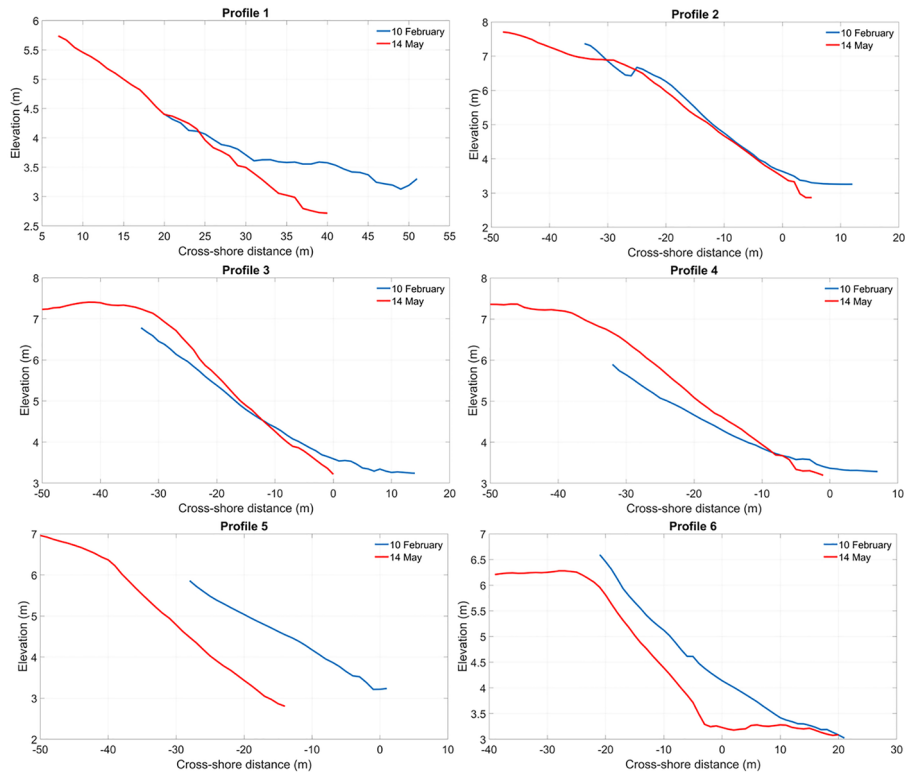 Profile 1
Elevation (m)
6
5.5
5
4.5
4
3.5
3
2.5
10 February
14 May
5 10 15 20 25 30 35 40 45 50 55
Cross-shore distance (m)
Profile 2
Elevation (m)
8
7
6
5
4
3
2
10 February
14 May
-50 -40 -30 -20 -10 0 10 20
Cross-shore distance (m)
Profile 3
Elevation (m)
8
7
6
5
4
3
10 February
14 May
-50 -40 -30 -20 -10 0 10 20
Cross-shore distance (m)
Profile 4
Elevation (m)
8
7
6
5
4
3
10 February
14 May
-50 -40 -30 -20 -10 0 10
Cross-shore distance (m)
Profile 5
Elevation (m)
7
6
5
4
3
2
10 February
14 May
-50 -40 -30 -20 -10 0 10
Cross-shore distance (m)
Profile 6
Elevation (m)
7
6.5
6
5.5
5
4.5
4
3.5
3
10 February
14 May
-40 -30 -20 -10 0 10 20 30
Cross-shore distance (m)